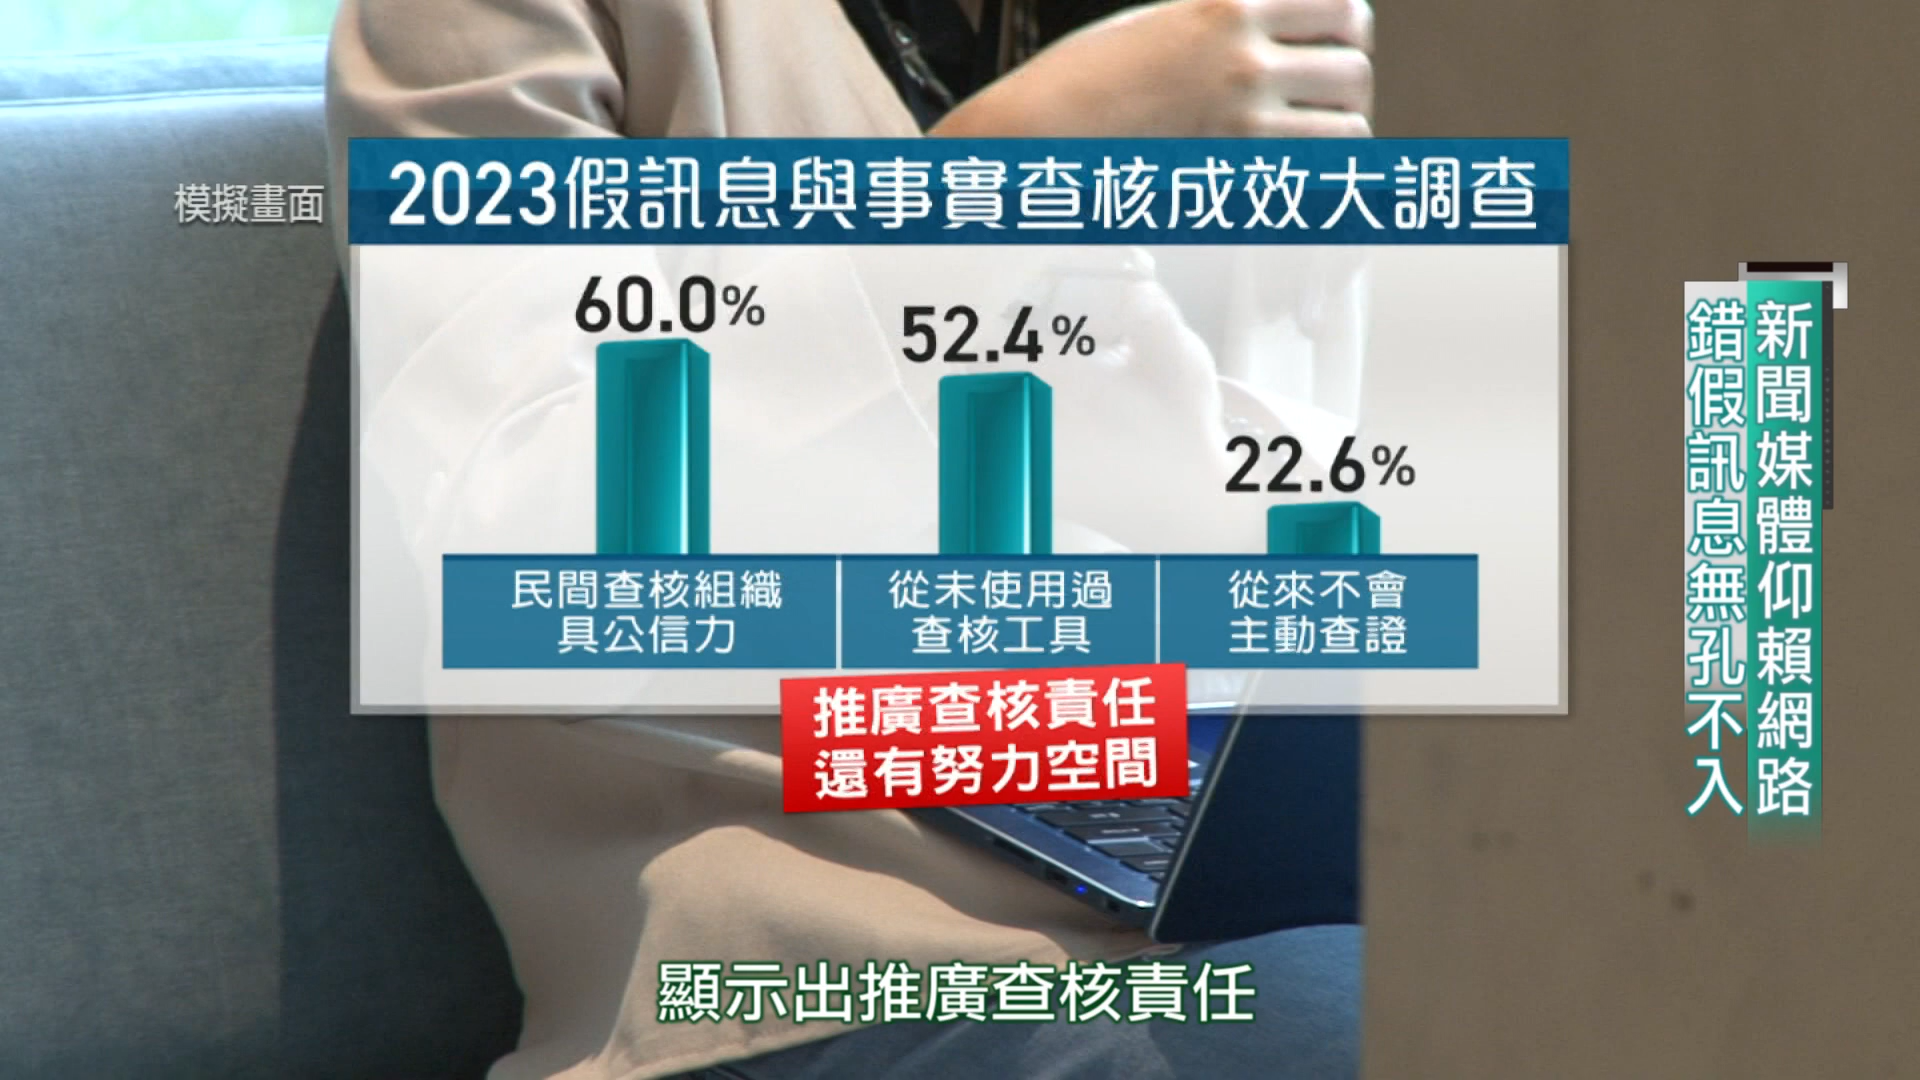 模擬畫面
2023假訊息與事實查核成效大調查
60.0%
52.4%
22.6%
民間查核組織
具公信力
從未使用過
查核工具
從來不會
主動查證
推廣查核責任
還有努力空間
新聞媒體仰賴網路
錯假訊息無孔不入
顯示出推廣查核責任